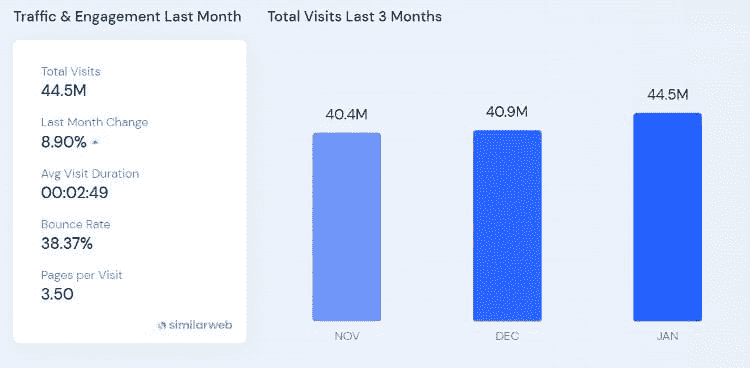 Traffic & Engagement Last Month
Total Visits
44.5M
Last Month Change
8.90%
Avg Visit Duration
00:02:49
Bounce Rate
38.37%
Pages per Visit
3.50
similarweb
Total Visits Last 3 Months
40.4M
40.9M
44.5M
NOV
DEC
JAN